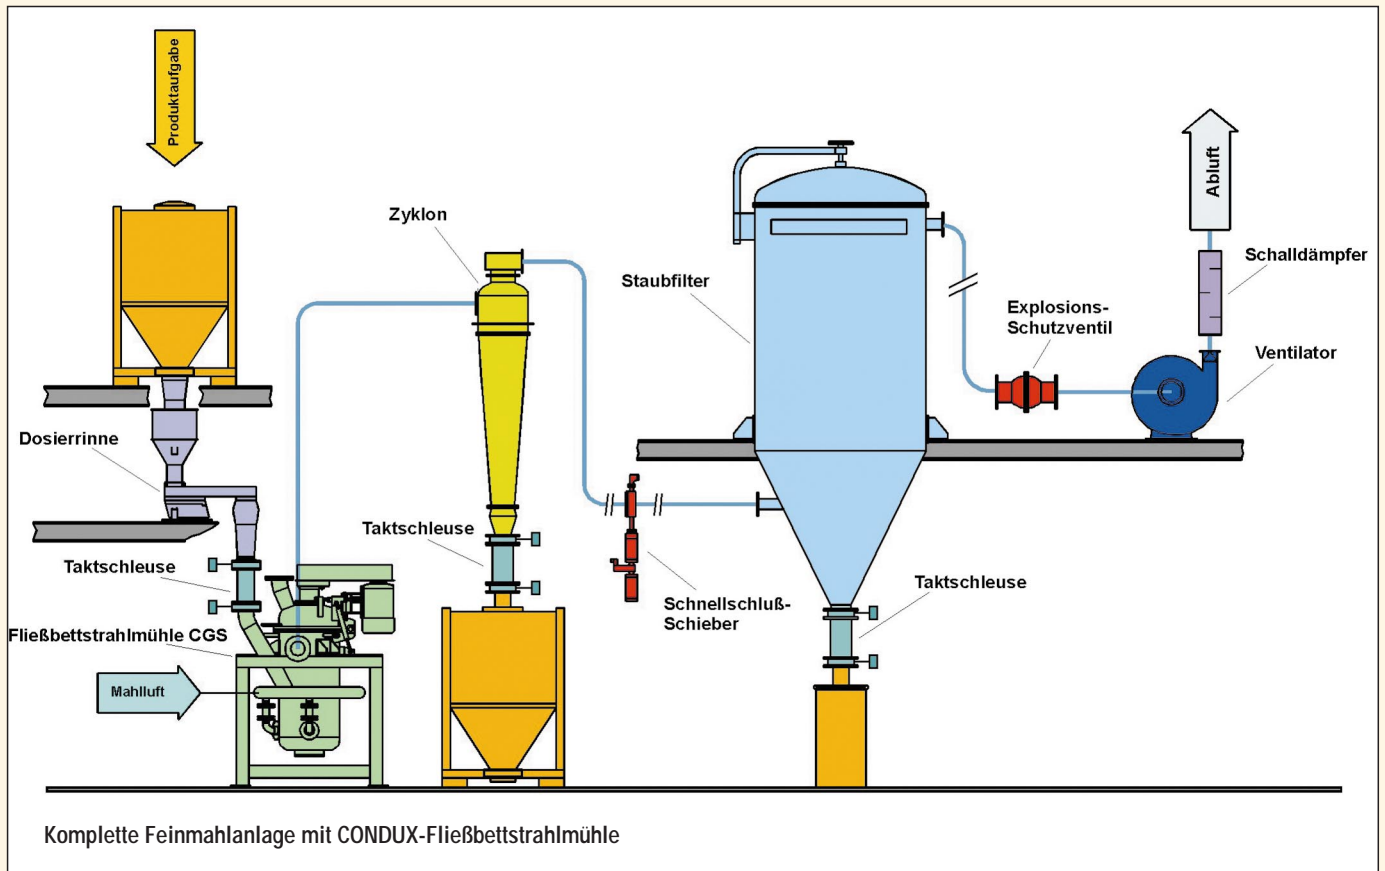 Produktaufgabe
Abluft
Zyklon
Schalldämpfer
Staubfilter
Explosions-
Schutzventil
Ventilator
Dosierrinne
Taktschleuse
Taktschleuse
Taktschleuse
Schnellschluß-
Schieber
Fließbettstrahlmühle CGS
Mahlluft
Komplette Feinmahlanlage mit CONDUX-Fließbettstrahlmühle